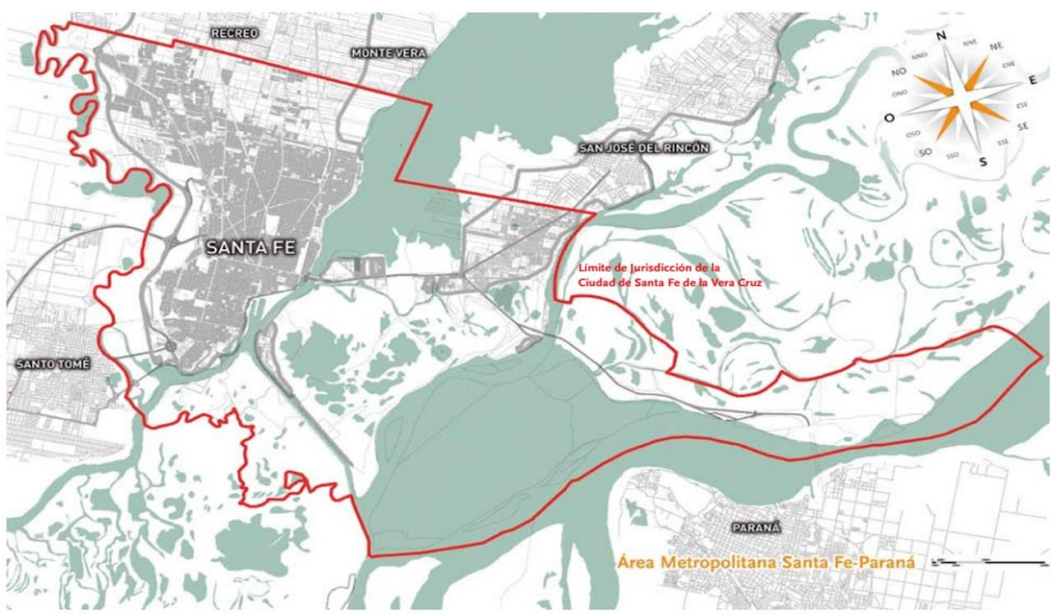 RECREO
MONTE VERA
N
NNO
NNE
NO
NE
ONO
ENE
E
O
ESE
OSO
SE
SO
SSE
SSO
S
SAN JOSÉ DEL RINCÓN
SANTA FE
Límite de Jurisdicción de la
Ciudad de Santa Fe de la Vera Cruz
SANTO TOMÉ
PARANÁ
Área Metropolitana Santa Fe-Paraná